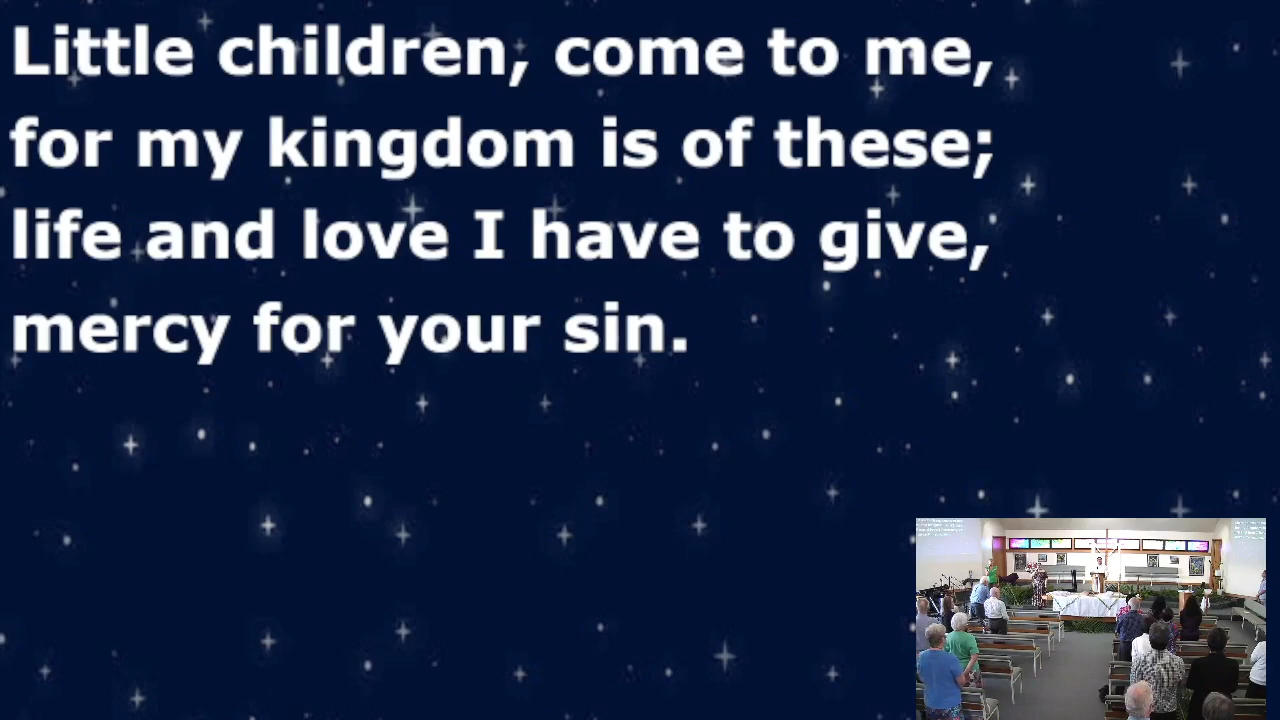 Little children, come to me,
for my kingdom is of these;
life and love I have to give,
mercy for your sin.